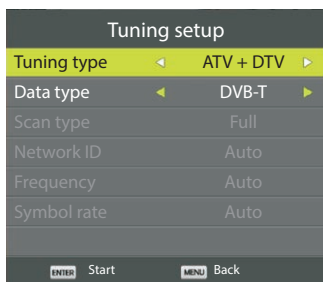 Tuning setup
Tuning type ATV + DTV
Data type DVB-T
Scan type Full
Network ID Auto
Frequency Auto
Symbol rate Auto
ENTER Start MENU Back